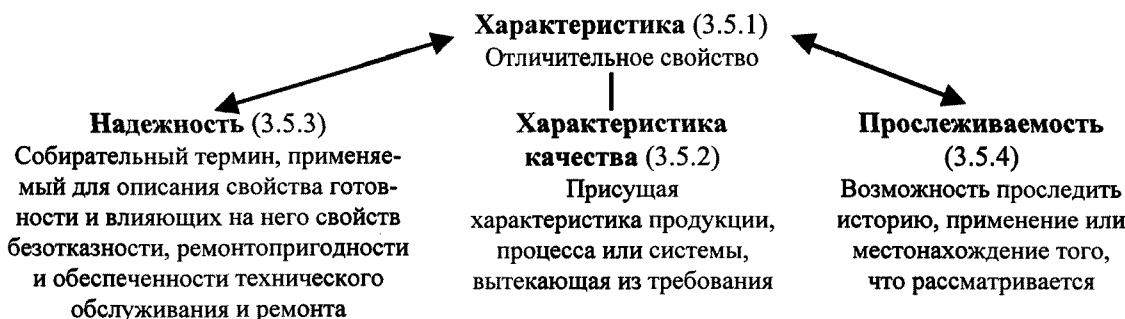 Характеристика (3.5.1)
Отличительное свойство
Надежность (3.5.3)
Собирательный термин, применяе-
мый для описания свойства готов-
ности и влияющих на него свойств
безотказности, ремонтопригодности
и обеспеченности технического
обслуживания и ремонта
Характеристика
качества (3.5.2)
Присущая
характеристика продукции,
процесса или системы,
вытекающая из требования
Прослеживаемость
(3.5.4)
Возможность проследить
историю, применение или
местонахождение того,
что рассматривается